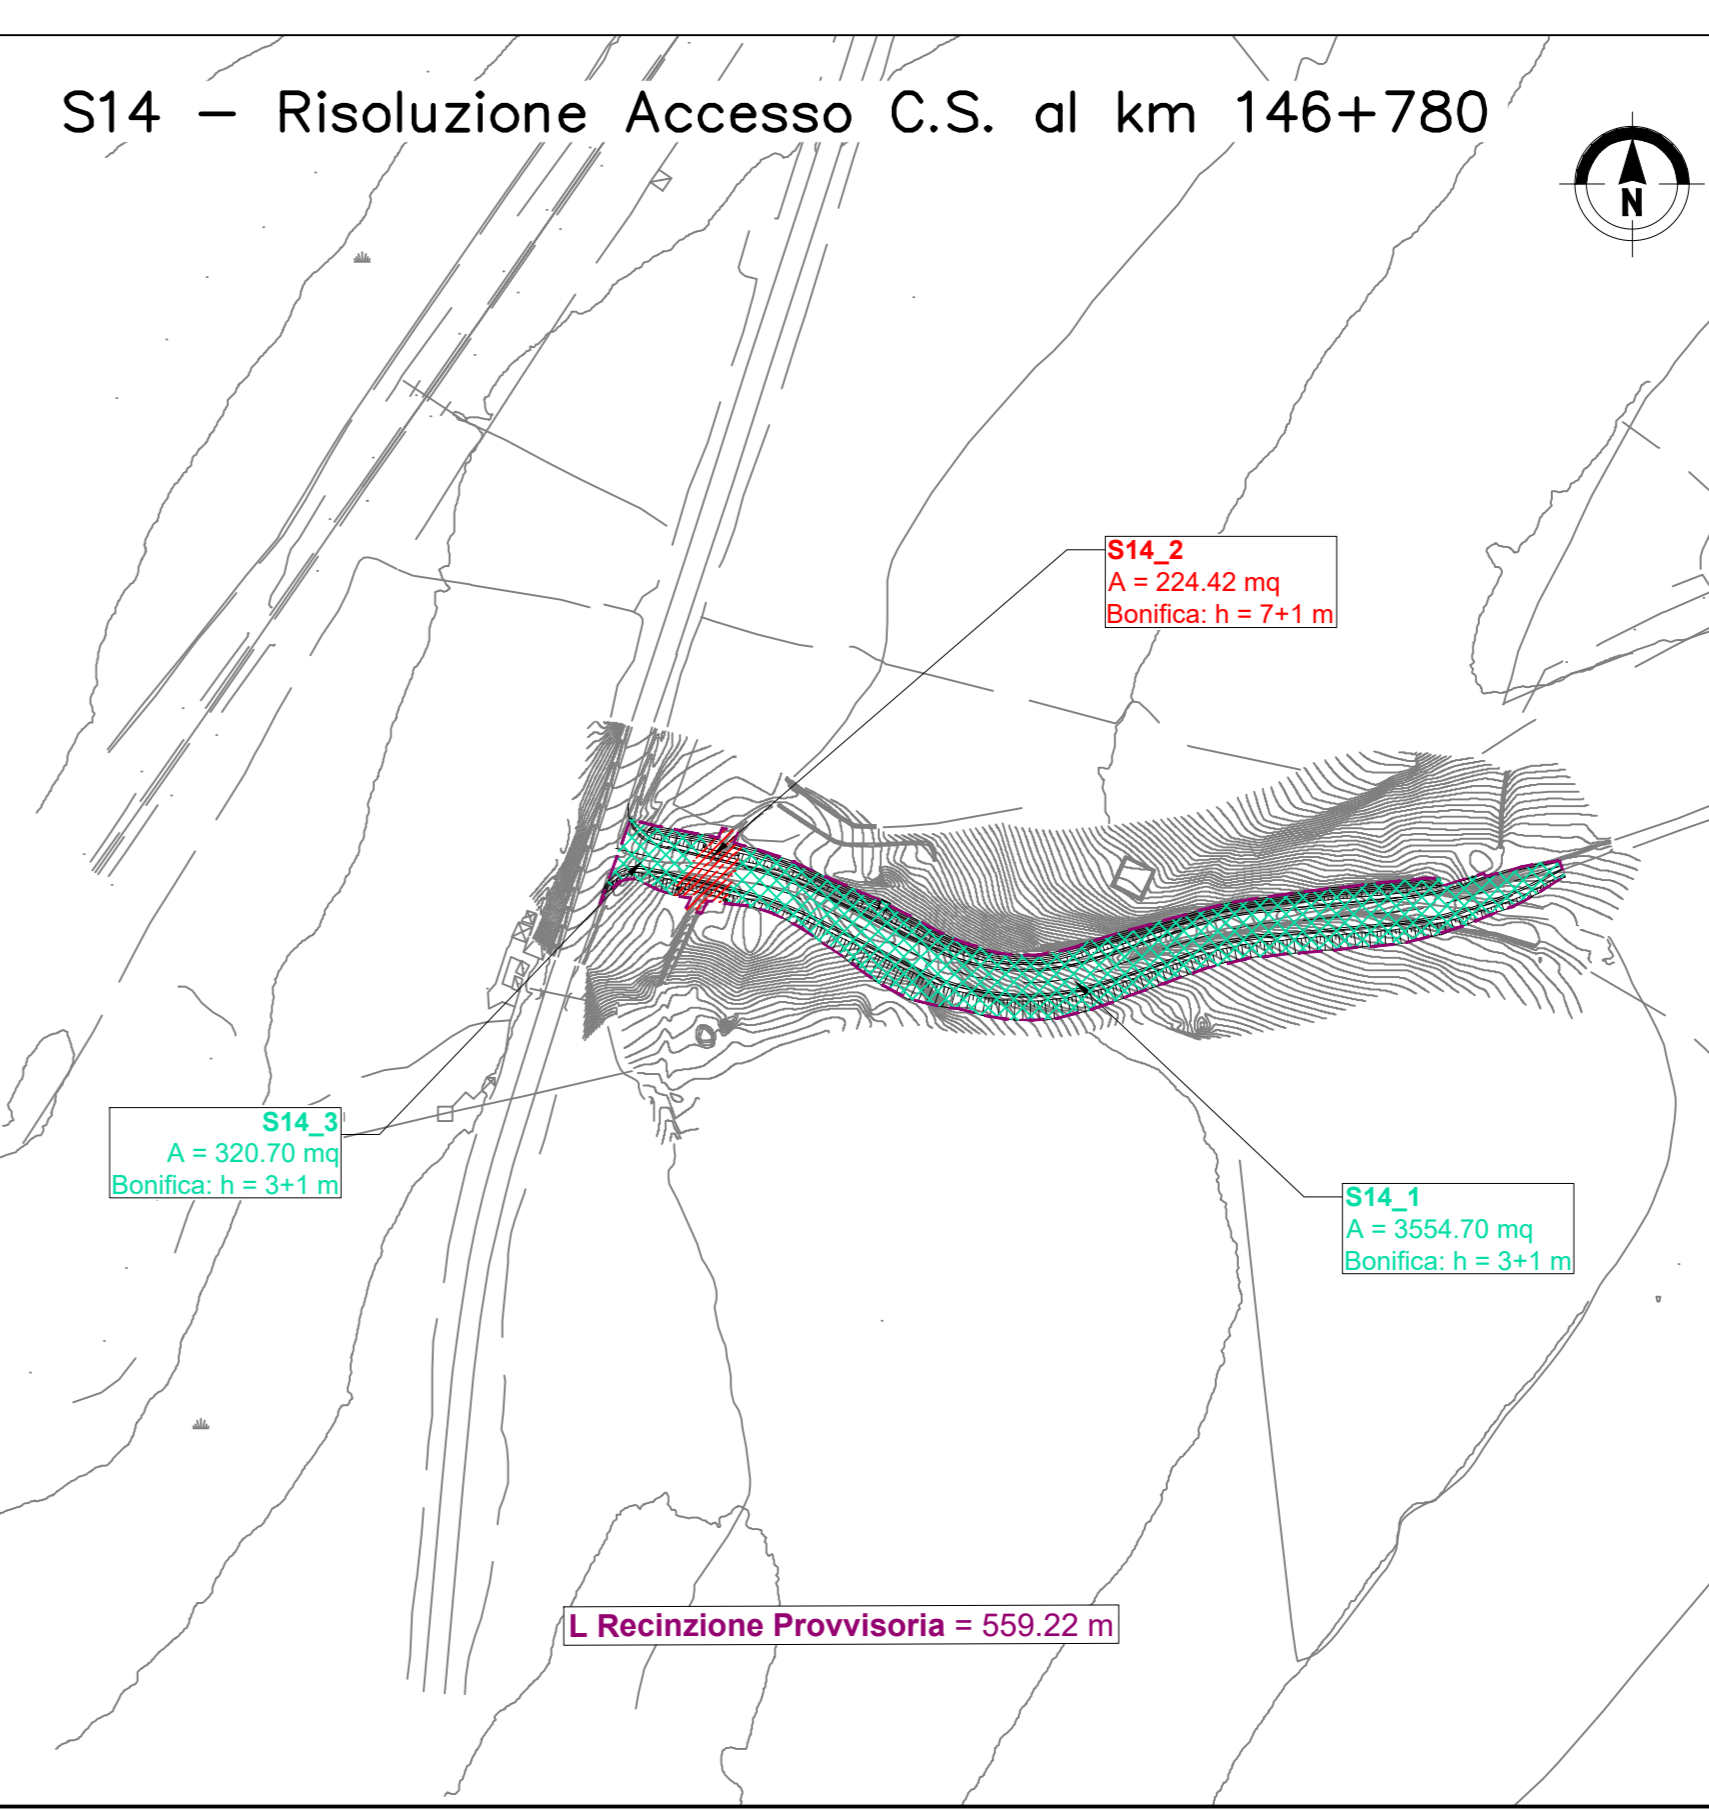 S14 – Risoluzione Accesso C.S. al km 146+780
N
S14_2
A = 224.42 mq
Bonifica: h = 7+1 m
S14_3
A = 320.70 mq
Bonifica: h = 3+1 m
S14_1
A = 3554.70 mq
Bonifica: h = 3+1 m
L Recinzione Provvisoria = 559.22 m